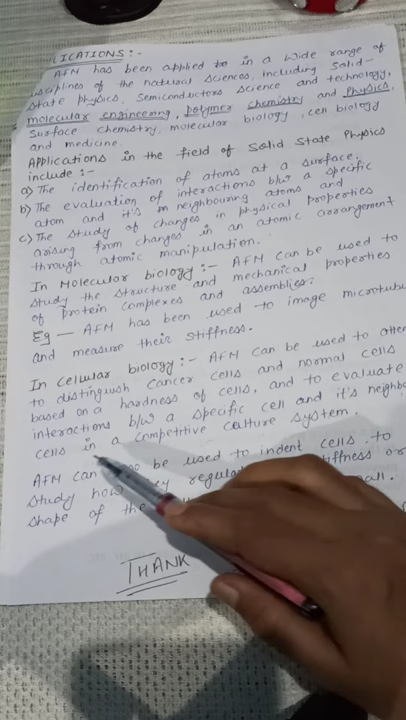 LICATIONS :-
AFM has been applied to in a wide range of
disciplines of the natural sciences, including Solid-
state physics, Semiconductors science and technology,
molecular engineering, polymer chemistry and physics,
Surface chemistry, molecular biology, cell biology
and medicine.
Applications in the field of Solid State Physics
include :-
a) The identification of atoms at a surface.
b) The evaluation of interactions b/w a specific
atom and it's neighbouring atoms and
c) The study of changes in physical properties
arising from changes in an atomic arrangement
through atomic manipulation.
In Molecular biology :- AFM can be used to
study the structure and mechanical properties
of protein complexes and assemblies.
Eg — AFM has been used to image microtubu
and measure their stiffness.
In Cellular biology :- AFM can be used to atte
to distinguish cancer cells and normal cells
based on a hardness of cells, and to evaluate
interactions b/w a specific cell and it's neighbo
cells in a competitive culture system.
AFM can be used to indent cells to
study how regulat stiffness or
shape of the all.
THANK